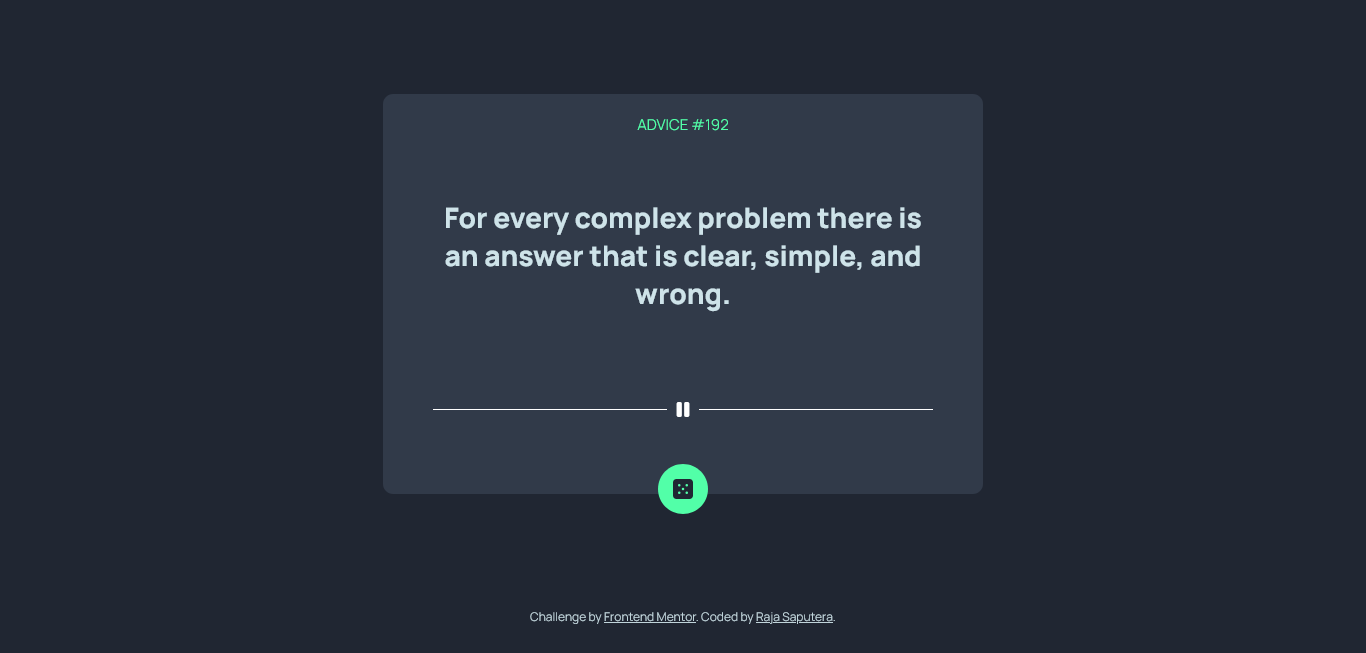 ADVICE #192
For every complex problem there is
an answer that is clear, simple, and
wrong.
Challenge by Frontend Mentor. Coded by Raja Saputera.